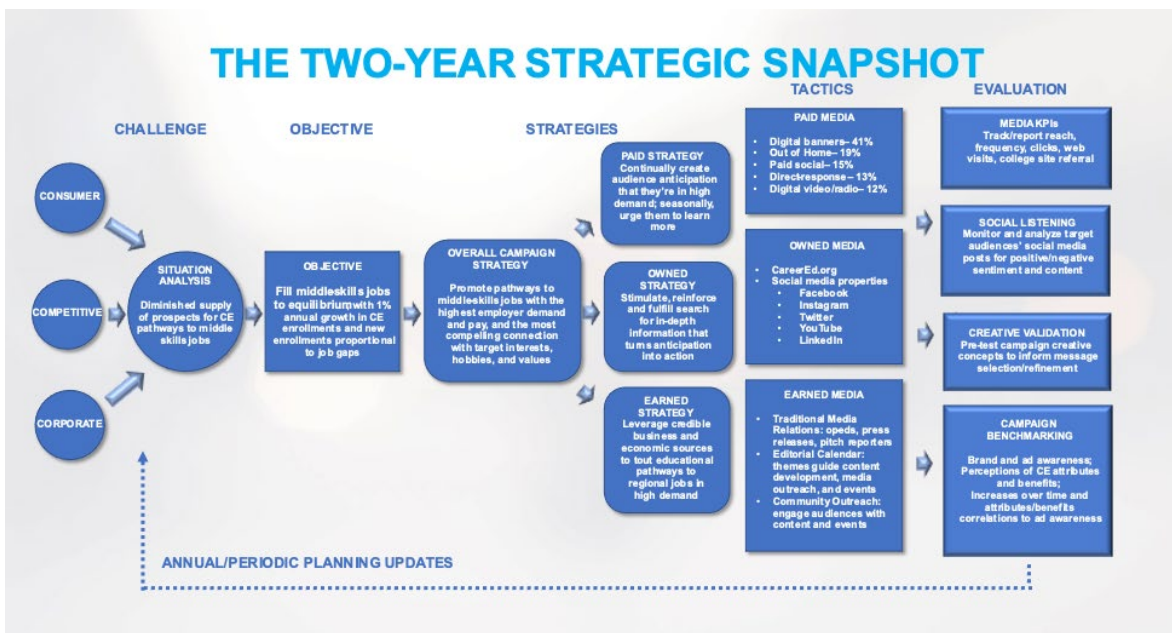 THE TWO-YEAR STRATEGIC SNAPSHOT
CHALLENGE
OBJECTIVE
STRATEGIES
TACTICS
EVALUATION
CONSUMER
COMPETITIVE
CORPORATE
SITUATION
ANALYSIS
Diminished supply
of prospects for CE
pathways to middle
skills jobs
OBJECTIVE
Fill middleskills jobs
to equilibrium, with 1%
annual growth in CE
enrollments and new
enrollments proportional
to job gaps
OVERALL CAMPAIGN
STRATEGY
Promote pathways to
middleskills jobs with the
highest employer demand
and pay, and the most
compelling connection
with target interests,
hobbies, and values
PAID STRATEGY
Continually create
audience anticipation
that they're in high
demand; seasonally,
urge them to learn
more
OWNED
STRATEGY
Stimulate, reinforce
and fulfill search
for in-depth
information that
turns anticipation
into action
EARNED
STRATEGY
Leverage credible
business and
economic sources
to tout educational
pathways to
regional jobs in
high demand
PAID MEDIA
• Digital banners– 41%
• Out of Home– 19%
• Paid social– 15%
• Direct-response – 13%
• Digital video/radio– 12%
OWNED MEDIA
• CareerEd.org
• Social media properties
• Facebook
• Instagram
• Twitter
• YouTube
• LinkedIn
EARNED MEDIA
• Traditional Media
Relations: opeds, press
releases, pitch reporters
• Editorial Calendar:
themes guide content
development, media
outreach, and events
• Community Outreach:
engage audiences with
content and events
MEDIA KPIs
Track/report reach,
frequency, clicks, web
visits, college site referral
SOCIAL LISTENING
Monitor and analyze target
audiences' social media
posts for positive/negative
sentiment and content
CREATIVE VALIDATION
Pre-test campaign creative
concepts to inform message
selection/refinement
CAMPAIGN
BENCHMARKING
Brand and ad awareness;
Perceptions of CE attributes
and benefits;
Increases over time and
attributes/benefits
correlations to ad awareness
ANNUAL/PERIODIC PLANNING UPDATES